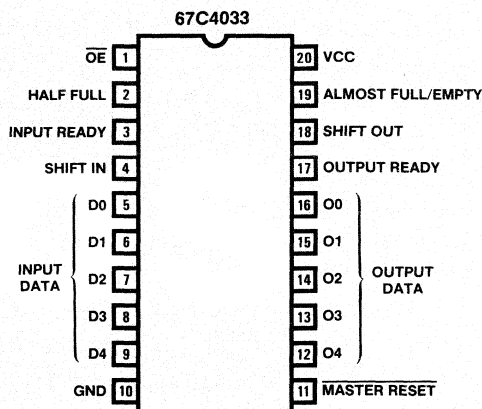 67C4033
OE 1 20 VCC
HALF FULL 2 19 ALMOST FULL/EMPTY
INPUT READY 3 18 SHIFT OUT
SHIFT IN 4 17 OUTPUT READY
D0 5 16 O0
D1 6 15 O1
INPUT DATA D2 7 14 O2 OUTPUT DATA
D3 8 13 O3
D4 9 12 O4
GND 10 11 MASTER RESET